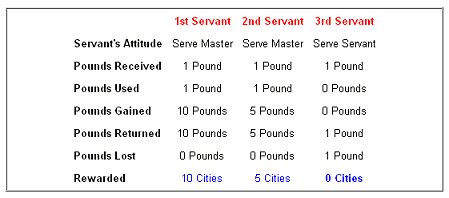 1st Servant 2nd Servant 3rd Servant
Servant's Attitude Serve Master Serve Master Serve Servant
Pounds Received 1 Pound 1 Pound 1 Pound
Pounds Used 1 Pound 1 Pound 0 Pounds
Pounds Gained 10 Pounds 5 Pounds 0 Pounds
Pounds Returned 10 Pounds 5 Pounds 1 Pound
Pounds Lost 0 Pounds 0 Pounds 1 Pound
Rewarded 10 Cities 5 Cities 0 Cities